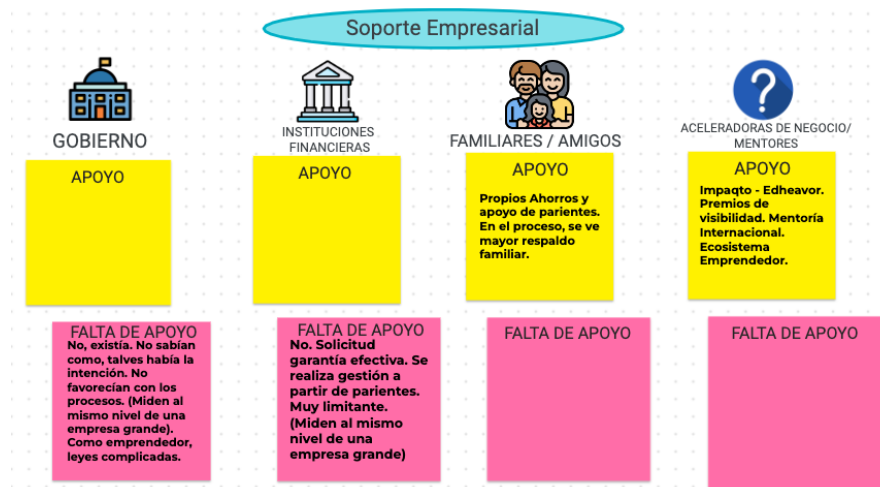 Soporte Empresarial
GOBIERNO
INSTITUCIONES
FINANCIERAS
FAMILIARES / AMIGOS
ACELERADORAS DE NEGOCIO/
MENTORES
APOYO
APOYO
APOYO
Propios Ahorros y
apoyo de parientes.
En el proceso, se ve
mayor respaldo
familiar.
APOYO
Impaqto - Edheavor.
Premios de
visibilidad. Mentoría
Internacional.
Ecosistema
Emprendedor.
FALTA DE APOYO
No, existía. No sabían
como, talves había la
intención. No
favorecían con los
procesos. (Miden al
mismo nivel de una
empresa grande).
Como emprendedor,
leyes complicadas.
FALTA DE APOYO
No. Solicitud
garantía efectiva. Se
realiza gestión a
partir de parientes.
Muy limitante.
(Miden al mismo
nivel de una
empresa grande)
FALTA DE APOYO
FALTA DE APOYO